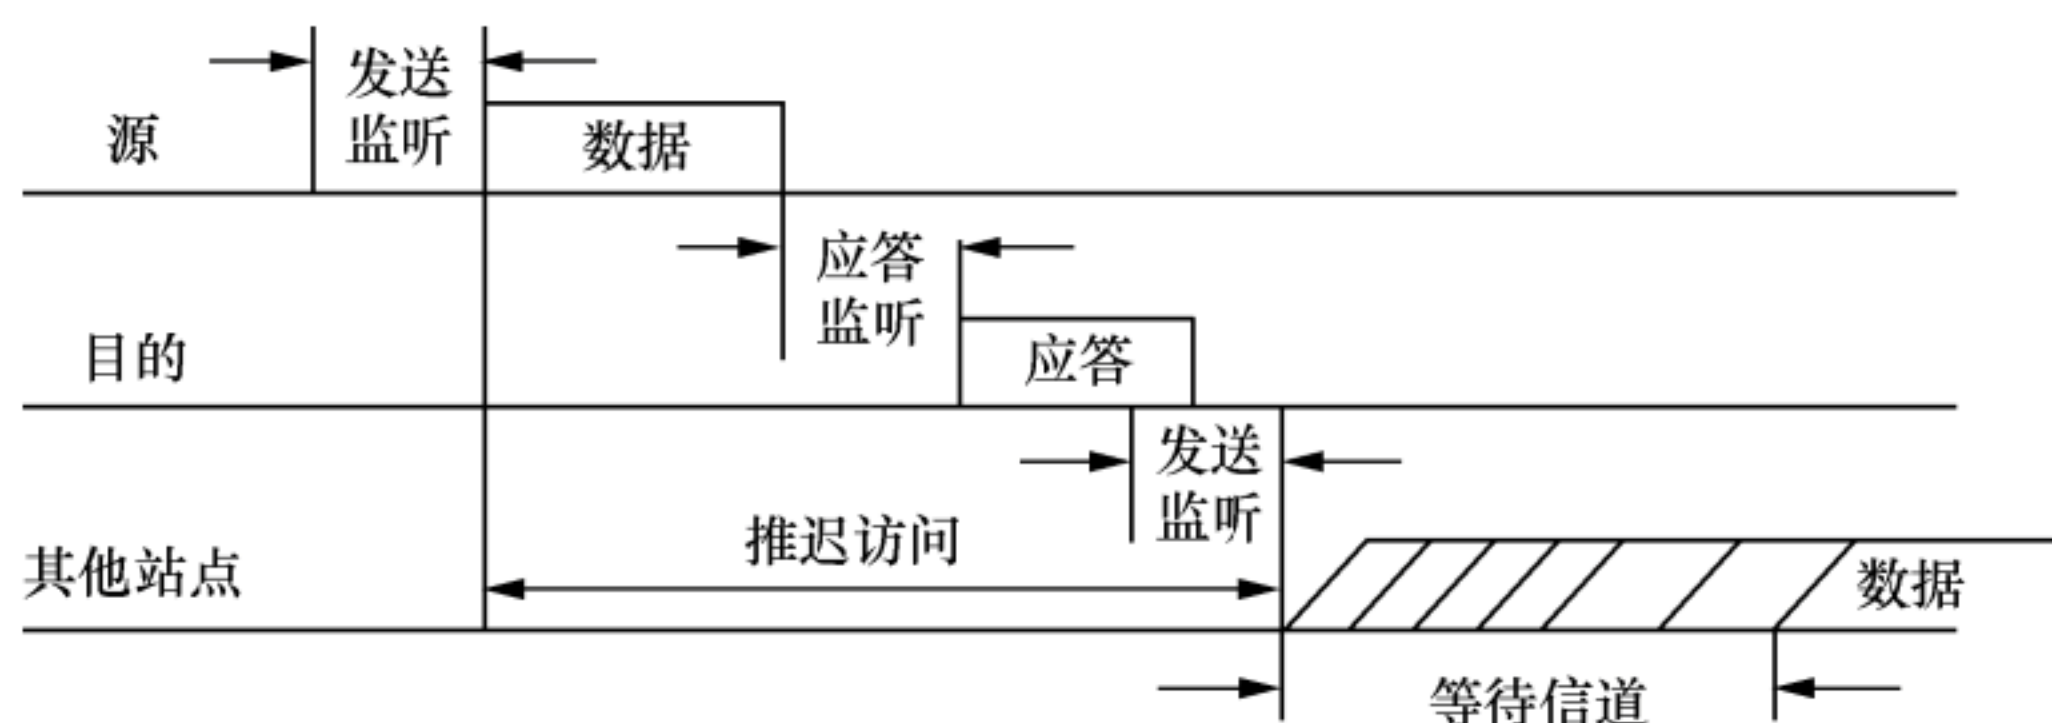 发送
监听
源
数据
应答
监听
目的
应答
发送
监听
推迟访问
其他站点
数据
等待信道